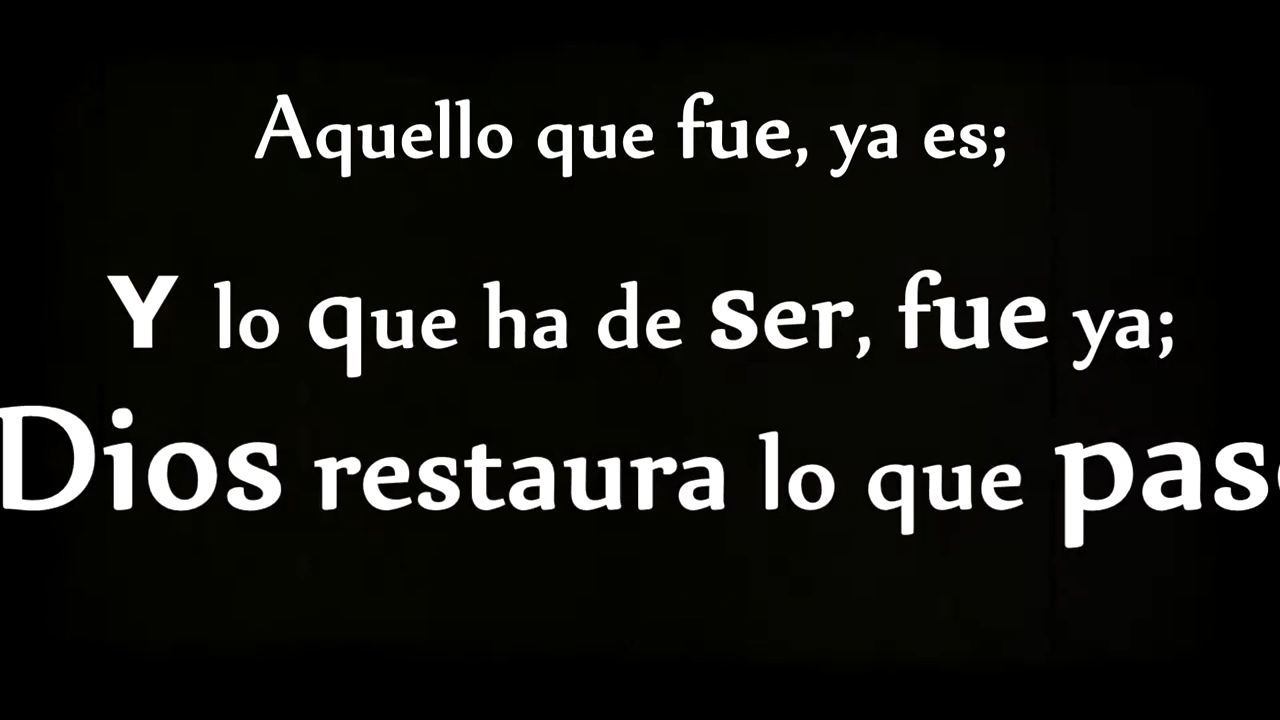 Aquello que fue, ya es;
Y lo que ha de ser, fue ya;
Dios restaura lo que